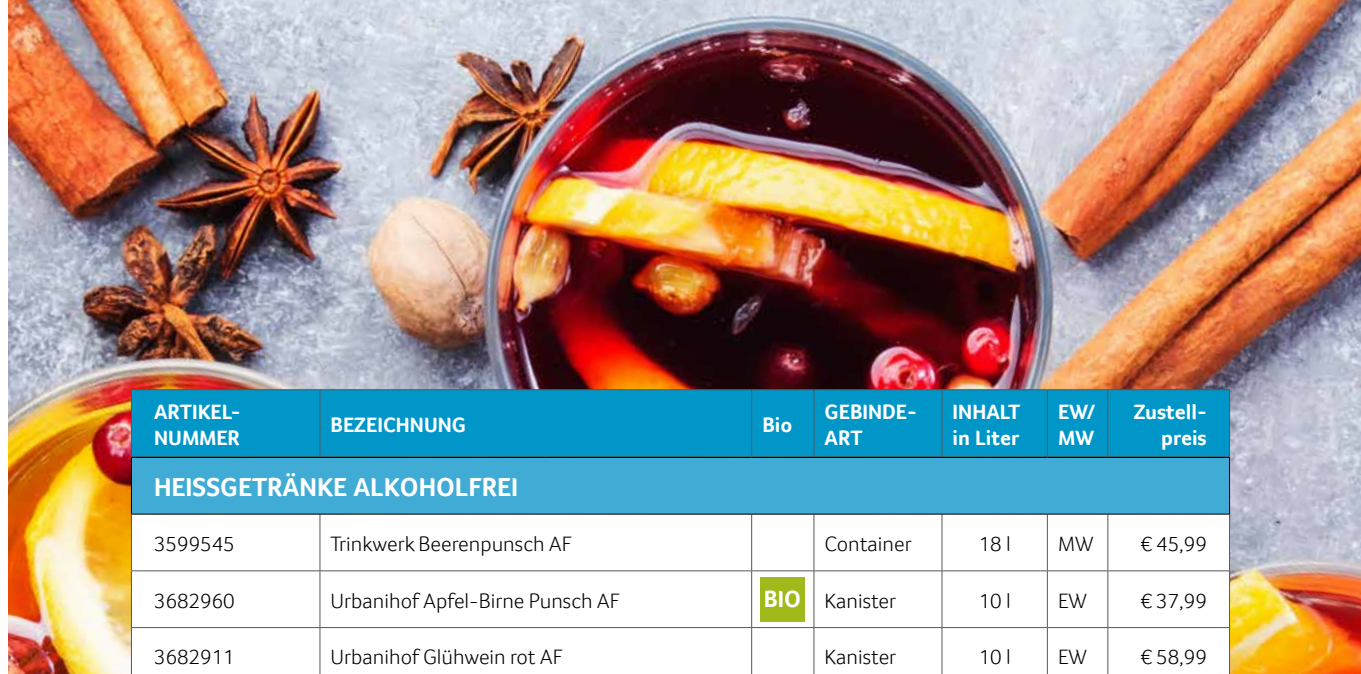 ARTIKEL-NUMMER BEZEICHNUNG Bio GEBINDE-ART INHALT in Liter EW/MW Zustell-preis
HEISSGETRÄNKE ALKOHOLFREI
3599545 Trinkwerk Beerenpunsch AF Container 18 l MW € 45,99
3682960 Urbanihof Apfel-Birne Punsch AF BIO Kanister 10 l EW € 37,99
3682911 Urbanihof Glühwein rot AF Kanister 10 l EW € 58,99